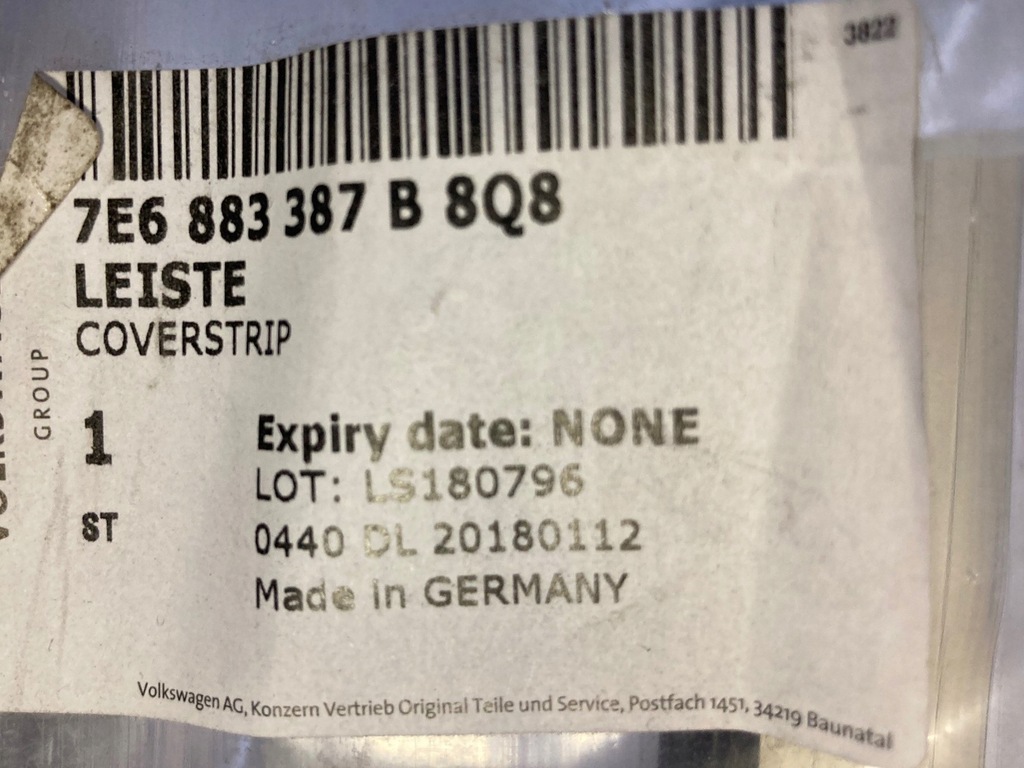 3822
7E6 883 387 B 8Q8
LEISTE
COVERSTRIP
GROUP
1
ST
Expiry date: NONE
LOT: LS180796
0440 DL 20180112
Made in GERMANY
Volkswagen AG, Konzern Vertrieb Original Teile und Service, Postfach 1451, 34219 Baunatal